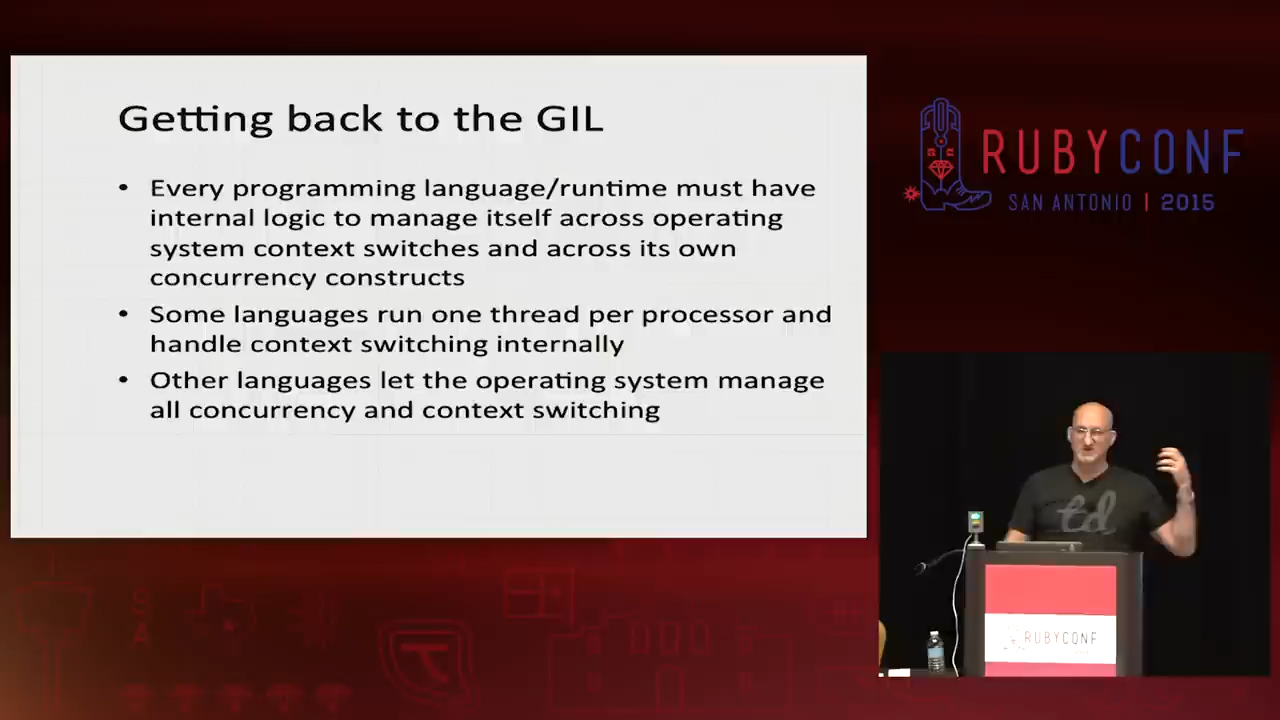 Getting back to the GIL
• Every programming language/runtime must have
internal logic to manage itself across operating
system context switches and across its own
concurrency constructs
• Some languages run one thread per processor and
handle context switching internally
• Other languages let the operating system manage
all concurrency and context switching
RUBYCONF
SAN ANTONIO | 2015
td
RUBYCONF
SA